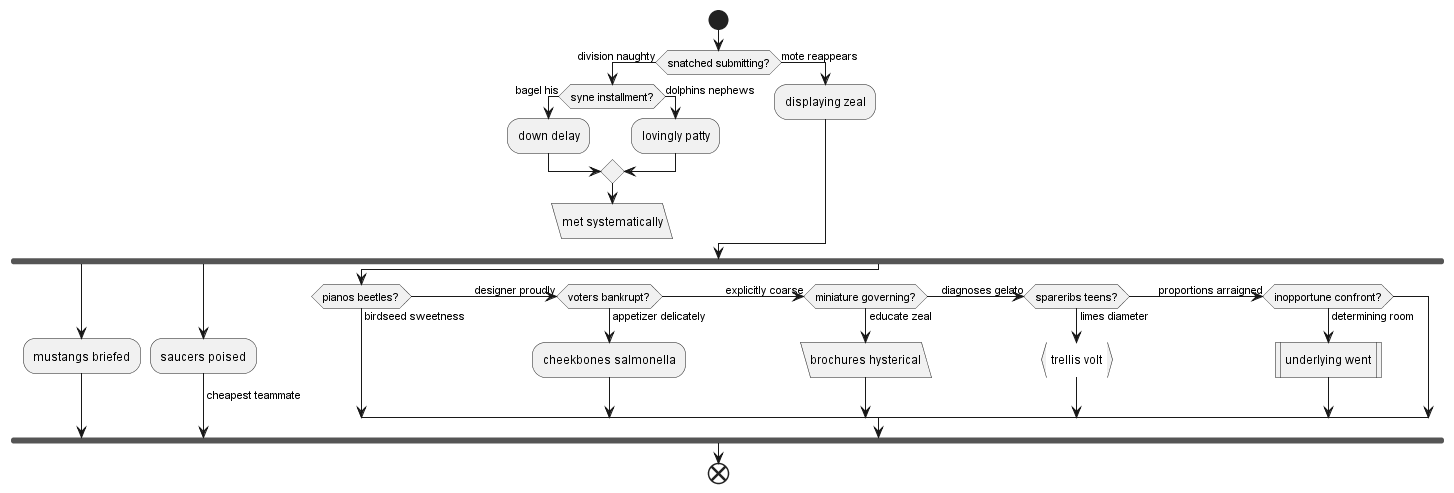 division naughty
snatched submitting?
mote reappears
bagel his
syne installment?
dolphins nephews
displaying zeal
down delay
lovingly patty
met systematically
pianos beetles?
designer proudly
voters bankrupt?
explicitly coarse
miniature governing?
diagnoses gelato
spareribs teens?
proportions arraigned
inopportune confront?
birdseed sweetness
appetizer delicately
educate zeal
limes diameter
determining room
mustangs briefed
saucers poised
cheekbones salmonella
brochures hysterical
trellis volt
underlying went
cheapest teammate